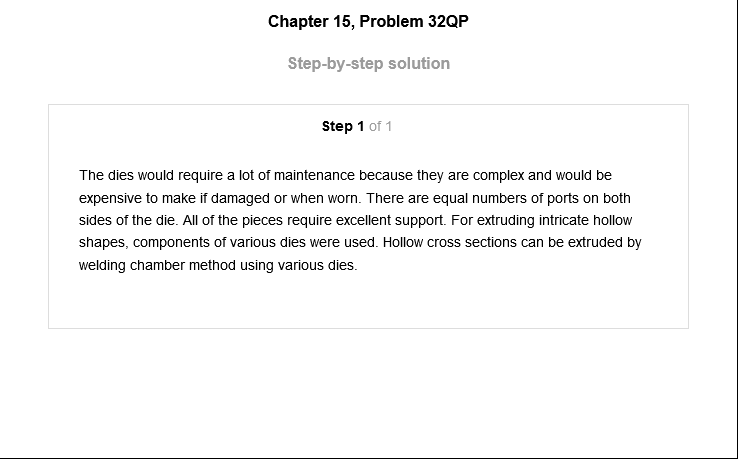 Chapter 15, Problem 32QP
Step-by-step solution
Step 1 of 1
The dies would require a lot of maintenance because they are complex and would be
expensive to make if damaged or when worn. There are equal numbers of ports on both
sides of the die. All of the pieces require excellent support. For extruding intricate hollow
shapes, components of various dies were used. Hollow cross sections can be extruded by
welding chamber method using various dies.